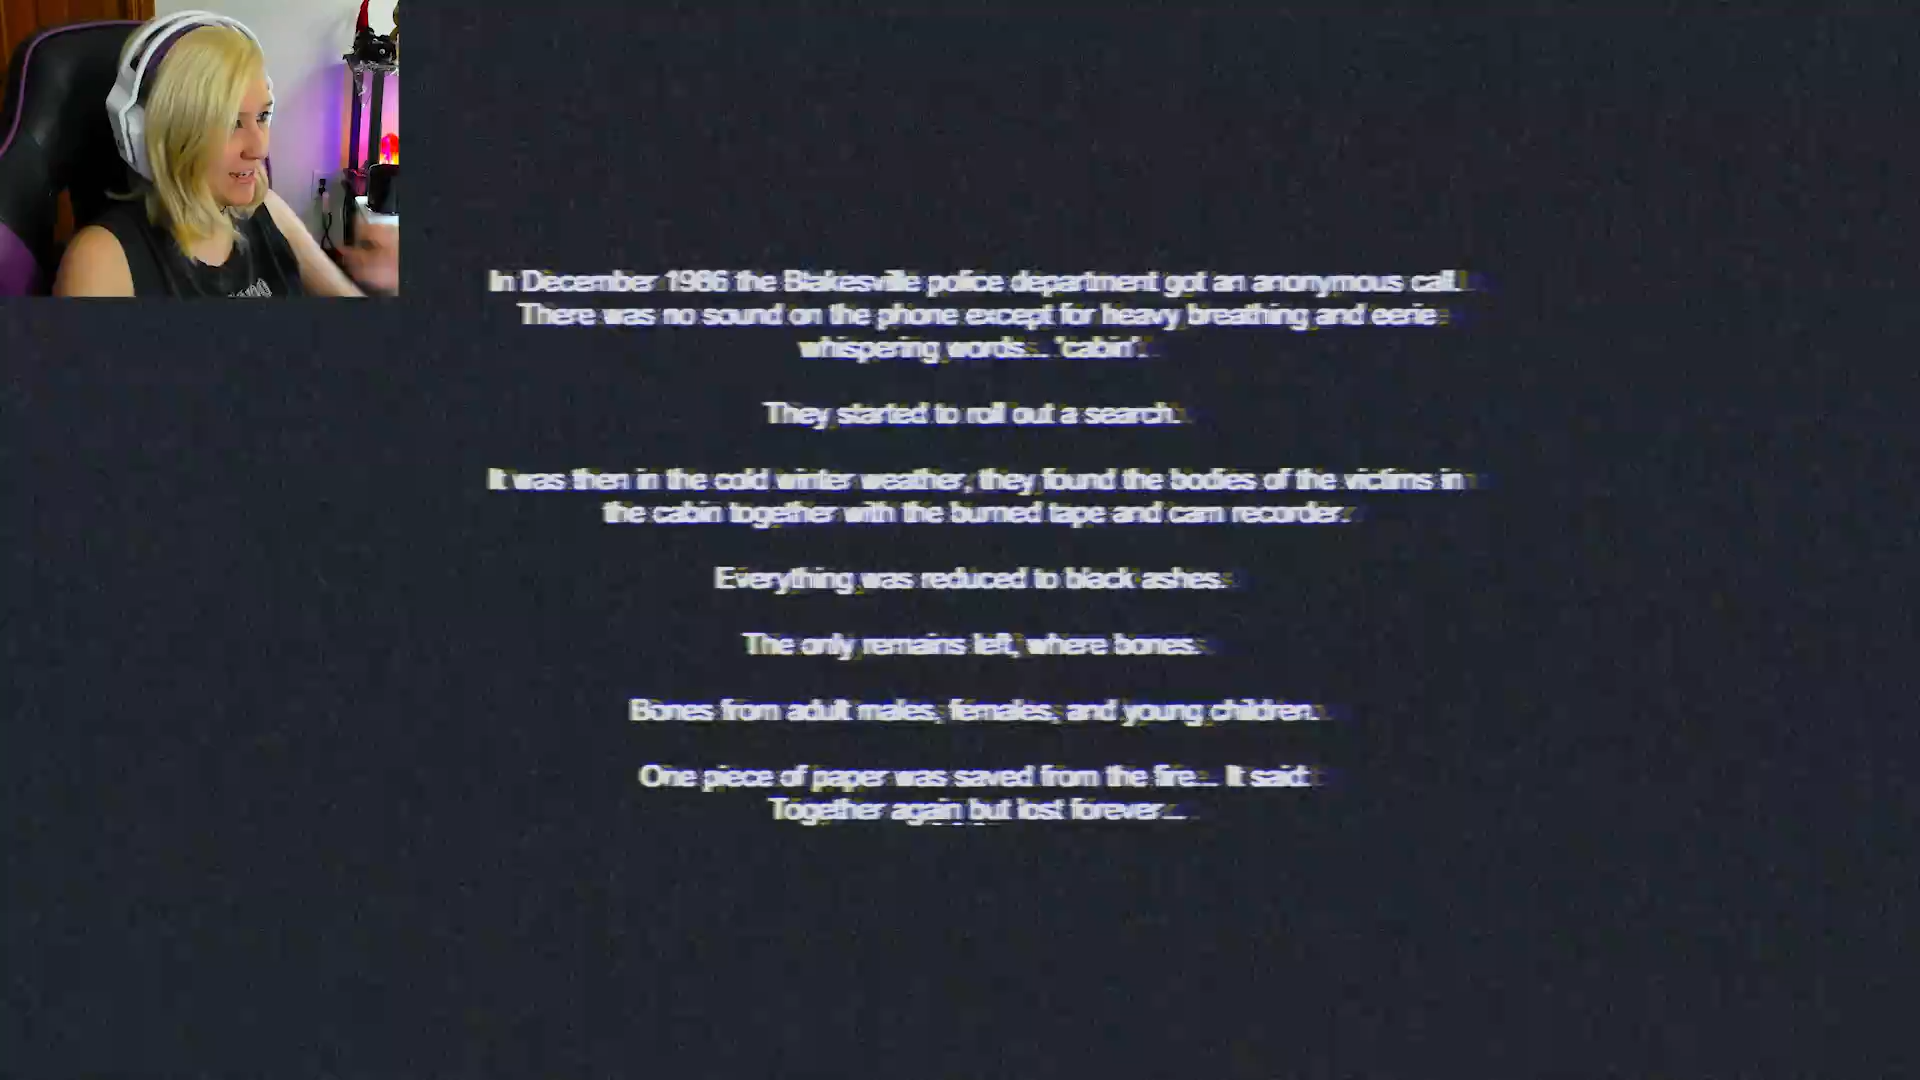 In December 1986 the Blakesville police department got an anonymous call.
There was no sound on the phone except for heavy breathing and eerie
whispering words... 'cabin'.
They started to roll out a search.
It was then in the cold winter weather, they found the bodies of the victims in
the cabin together with the burned tape and cam recorder.
Everything was reduced to black ashes.
The only remains left, where bones.
Bones from adult males, females, and young children.
One piece of paper was saved from the fire... It said:
Together again but lost forever...